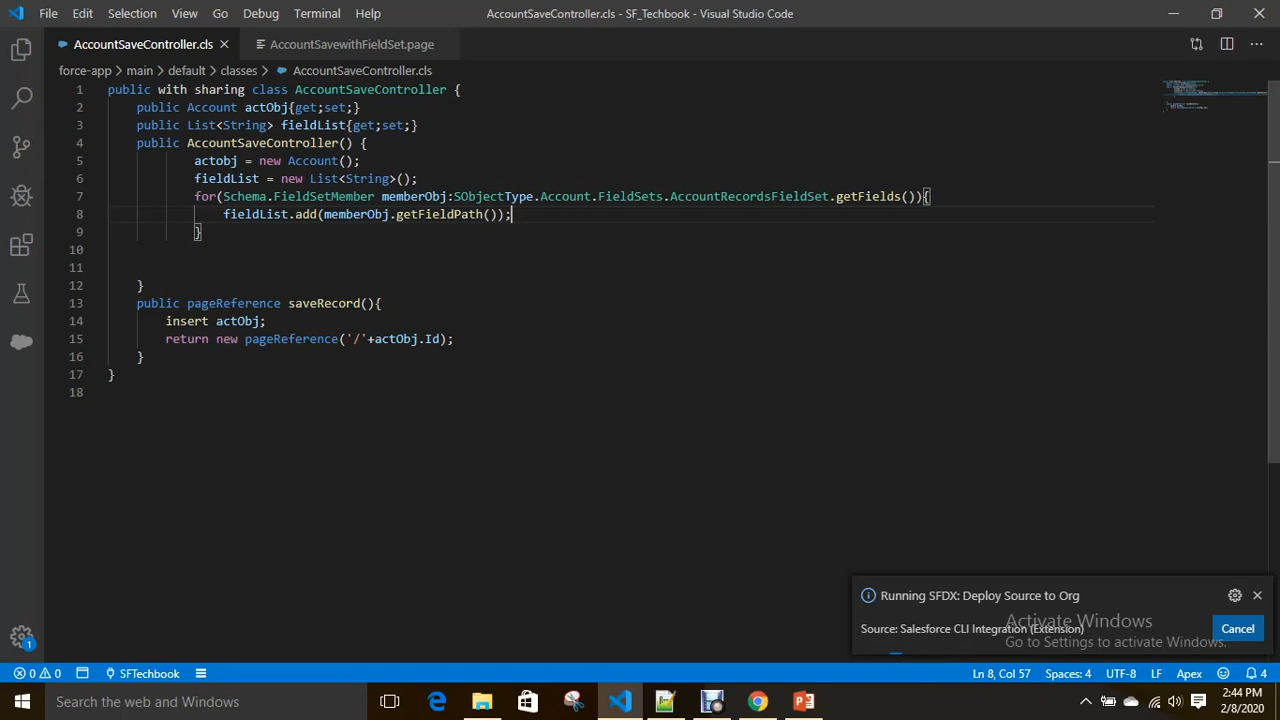 File Edit Selection View Go Debug Terminal Help AccountSaveController.cls - SF_Techbook - Visual Studio Code
AccountSaveController.cls AccountSavewithFieldSet.page
force-app main default classes AccountSaveController.cls
1 public with sharing class AccountSaveController {
2 public Account actObj{get;set;}
3 public List<String> fieldList{get;set;}
4 public AccountSaveController() {
5 actobj = new Account();
6 fieldList = new List<String>();
7 for(Schema.FieldSetMember memberObj:SObjectType.Account.FieldSets.AccountRecordsFieldSet.getFields()){
8 fieldList.add(memberObj.getFieldPath());
9 }
10
11
12 }
13 public pageReference saveRecord(){
14 insert actObj;
15 return new pageReference('/'+actObj.Id);
16 }
17 }
18
Running SFDX: Deploy Source to Org
Source: Salesforce CLI Integration (Extension) Cancel
Activate Windows
Go to Settings to activate Windows.
1
0 0 SFTechbook Ln 8, Col 57 Spaces: 4 UTF-8 LF Apex 4
Search the web and Windows
2:44 PM
2/8/2020